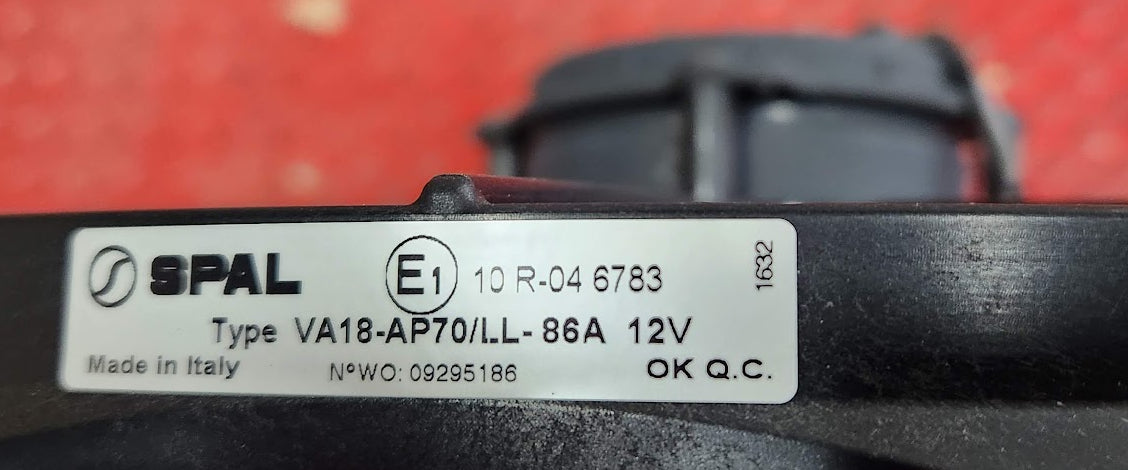 SPAL E1 10 R-04 6783
1632
Type VA18-AP70/LL-86A 12V
Made in Italy N°WO: 09295186 OK Q.C.